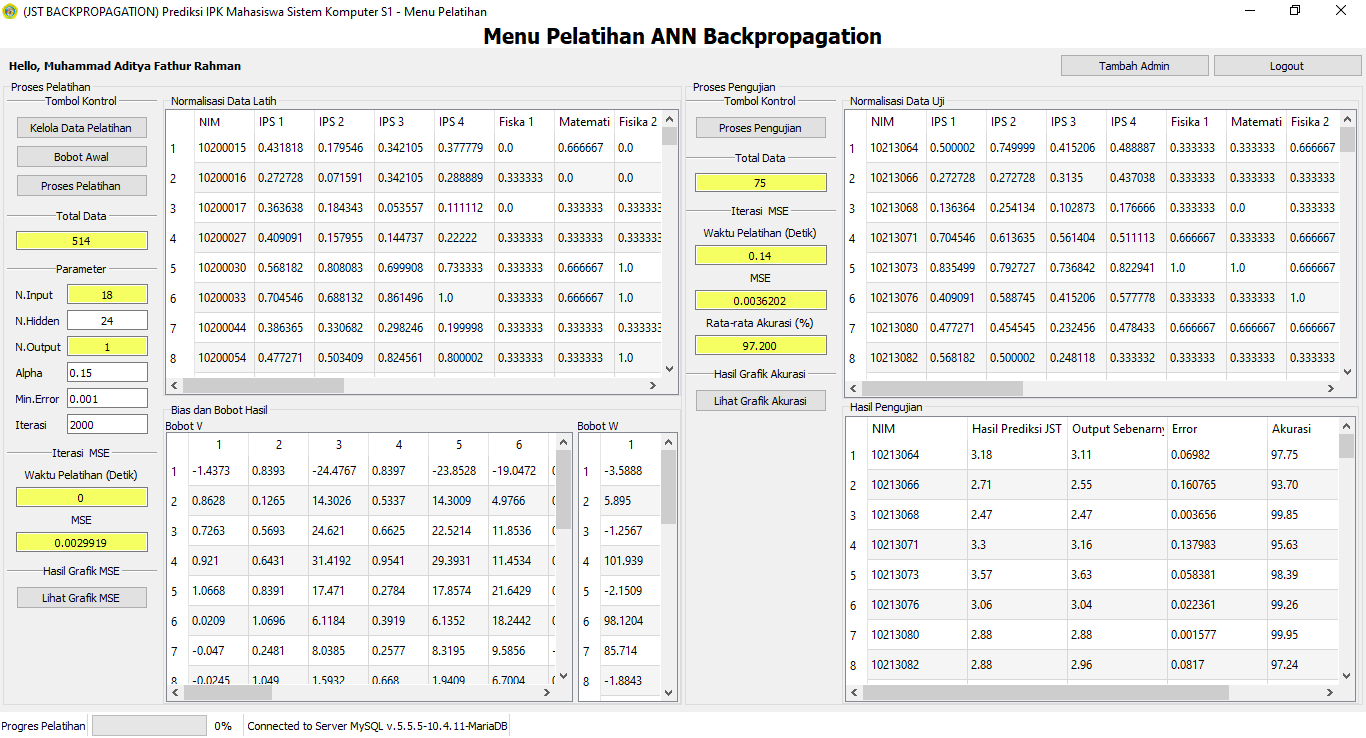 (JST BACKPROPAGATION) Prediksi IPK Mahasiswa Sistem Komputer S1 - Menu Pelatihan
Menu Pelatihan ANN Backpropagation
Hello, Muhammad Aditya Fathur Rahman
Tambah Admin
Logout
Proses Pelatihan
Tombol Kontrol
Kelola Data Pelatihan
Bobot Awal
Proses Pelatihan
Total Data
514
Parameter
N.Input 18
N.Hidden 24
N.Output 1
Alpha 0.15
Min.Error 0.001
Iterasi 2000
Iterasi MSE
Waktu Pelatihan (Detik)
0
MSE
0.0029919
Hasil Grafik MSE
Lihat Grafik MSE
Normalisasi Data Latih
NIM IPS 1 IPS 2 IPS 3 IPS 4 Fiska 1 Matemati Fisika 2
1 10200015 0.431818 0.179546 0.342105 0.377779 0.0 0.666667 0.0
2 10200016 0.272728 0.071591 0.342105 0.288889 0.333333 0.0 0.0
3 10200017 0.363638 0.184343 0.053557 0.111112 0.0 0.333333 0.333333
4 10200027 0.409091 0.157955 0.144737 0.22222 0.333333 0.333333 0.333333
5 10200030 0.568182 0.808083 0.699908 0.733333 0.333333 0.666667 1.0
6 10200033 0.704546 0.688132 0.861496 1.0 0.333333 0.666667 1.0
7 10200044 0.386365 0.330682 0.298246 0.199998 0.333333 0.333333 0.333333
8 10200054 0.477271 0.503409 0.824561 0.800002 0.333333 0.333333 1.0
Bias dan Bobot Hasil
Bobot V
1 2 3 4 5 6
1 -1.4373 0.8393 -24.4767 0.8397 -23.8528 -19.0472
2 0.8628 0.1265 14.3026 0.5337 14.3009 4.9766
3 0.7263 0.5693 24.621 0.6625 22.5214 11.8536
4 0.921 0.6431 31.4192 0.9541 29.3931 11.4534
5 1.0668 0.8391 17.471 0.2784 17.8574 21.6429
6 0.0209 1.0696 6.1184 0.3919 6.1352 18.2442
7 -0.047 0.2481 8.0385 0.2577 8.3195 9.5856
8 -0.0245 1.049 1.5932 0.668 1.9409 6.7004
Bobot W
1
1 -3.5888
2 5.895
3 -1.2567
4 101.939
5 -2.1509
6 98.1204
7 85.714
8 -1.8843
Proses Pengujian
Tombol Kontrol
Proses Pengujian
Total Data
75
Iterasi MSE
Waktu Pelatihan (Detik)
0.14
MSE
0.0036202
Rata-rata Akurasi (%)
97.200
Hasil Grafik Akurasi
Lihat Grafik Akurasi
Normalisasi Data Uji
NIM IPS 1 IPS 2 IPS 3 IPS 4 Fisika 1 Matemati Fisika 2
1 10213064 0.500002 0.749999 0.415206 0.488887 0.333333 0.333333 0.666667
2 10213066 0.272728 0.272728 0.3135 0.437038 0.333333 0.333333 0.333333
3 10213068 0.136364 0.254134 0.102873 0.176666 0.333333 0.0 0.333333
4 10213071 0.704546 0.613635 0.561404 0.511113 0.666667 0.333333 0.666667
5 10213073 0.835499 0.792727 0.736842 0.822941 1.0 1.0 0.666667
6 10213076 0.409091 0.588745 0.415206 0.577778 0.333333 0.333333 1.0
7 10213080 0.477271 0.454545 0.232456 0.478433 0.666667 0.666667 0.666667
8 10213082 0.568182 0.500002 0.248118 0.333332 0.333333 0.333333 0.333333
Hasil Pengujian
NIM Hasil Prediksi JST Output Sebenarny Error Akurasi
1 10213064 3.18 3.11 0.06982 97.75
2 10213066 2.71 2.55 0.160765 93.70
3 10213068 2.47 2.47 0.003656 99.85
4 10213071 3.3 3.16 0.137983 95.63
5 10213073 3.57 3.63 0.058381 98.39
6 10213076 3.06 3.04 0.022361 99.26
7 10213080 2.88 2.88 0.001577 99.95
8 10213082 2.88 2.96 0.0817 97.24
Progres Pelatihan 0% Connected to Server MySQL v.5.5.5-10.4.11-MariaDB